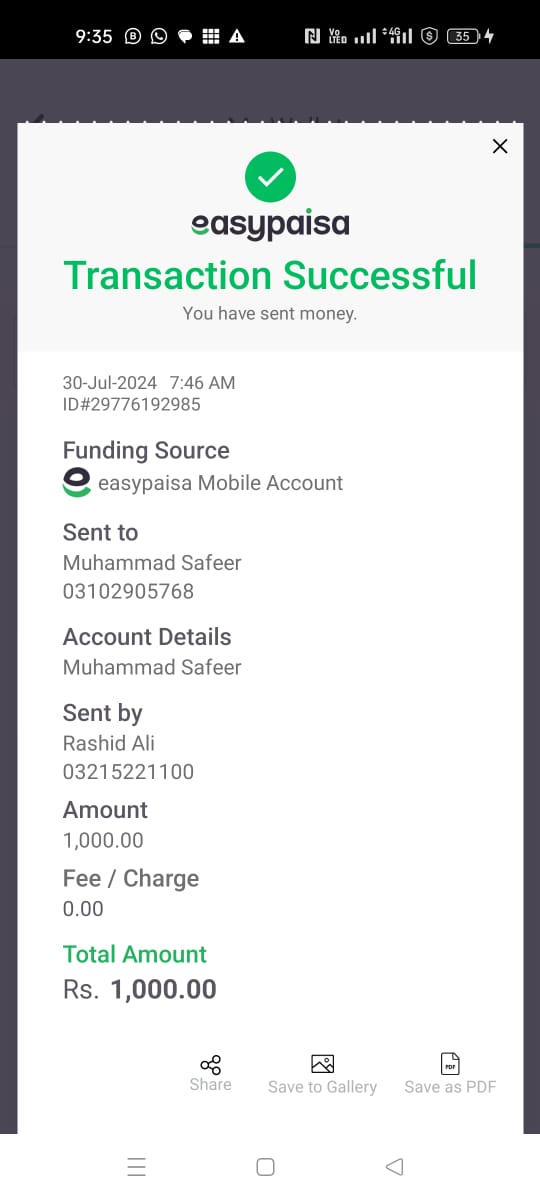 9:35
Vo
LTED
4G
35
easypaisa
Transaction Successful
You have sent money.
30-Jul-2024 7:46 AM
ID#29776192985
Funding Source
easypaisa Mobile Account
Sent to
Muhammad Safeer
03102905768
Account Details
Muhammad Safeer
Sent by
Rashid Ali
03215221100
Amount
1,000.00
Fee / Charge
0.00
Total Amount
Rs. 1,000.00
Share
Save to Gallery
PDF
Save as PDF